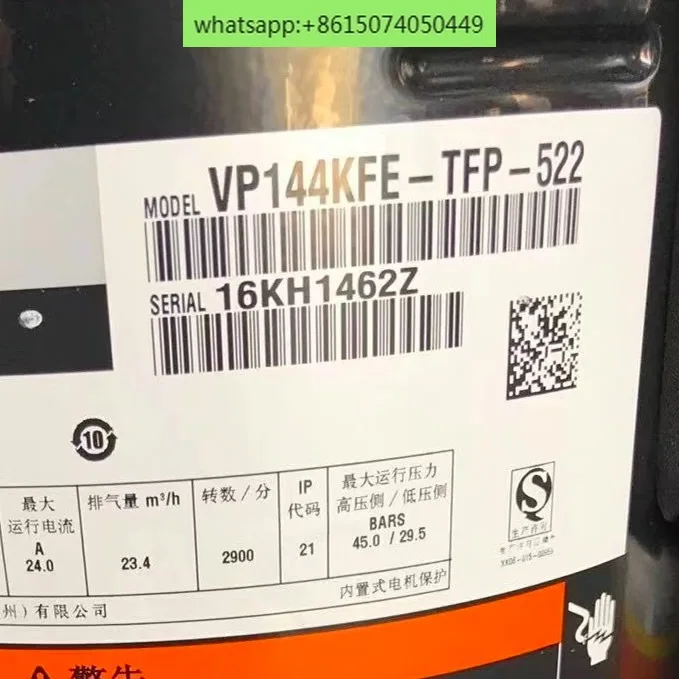 whatsapp:+8615074050449
MODEL VP144KFE-TFP-522
SERIAL 16KH1462Z
10
最大
运行电流
A
24.0
排气量 m³/h
23.4
转数/分
2900
IP
代码
21
最大运行压力
高压侧/低压侧
BARS
45.0 / 29.5
生产许可
内置式电机保护
州)有限公司
警告